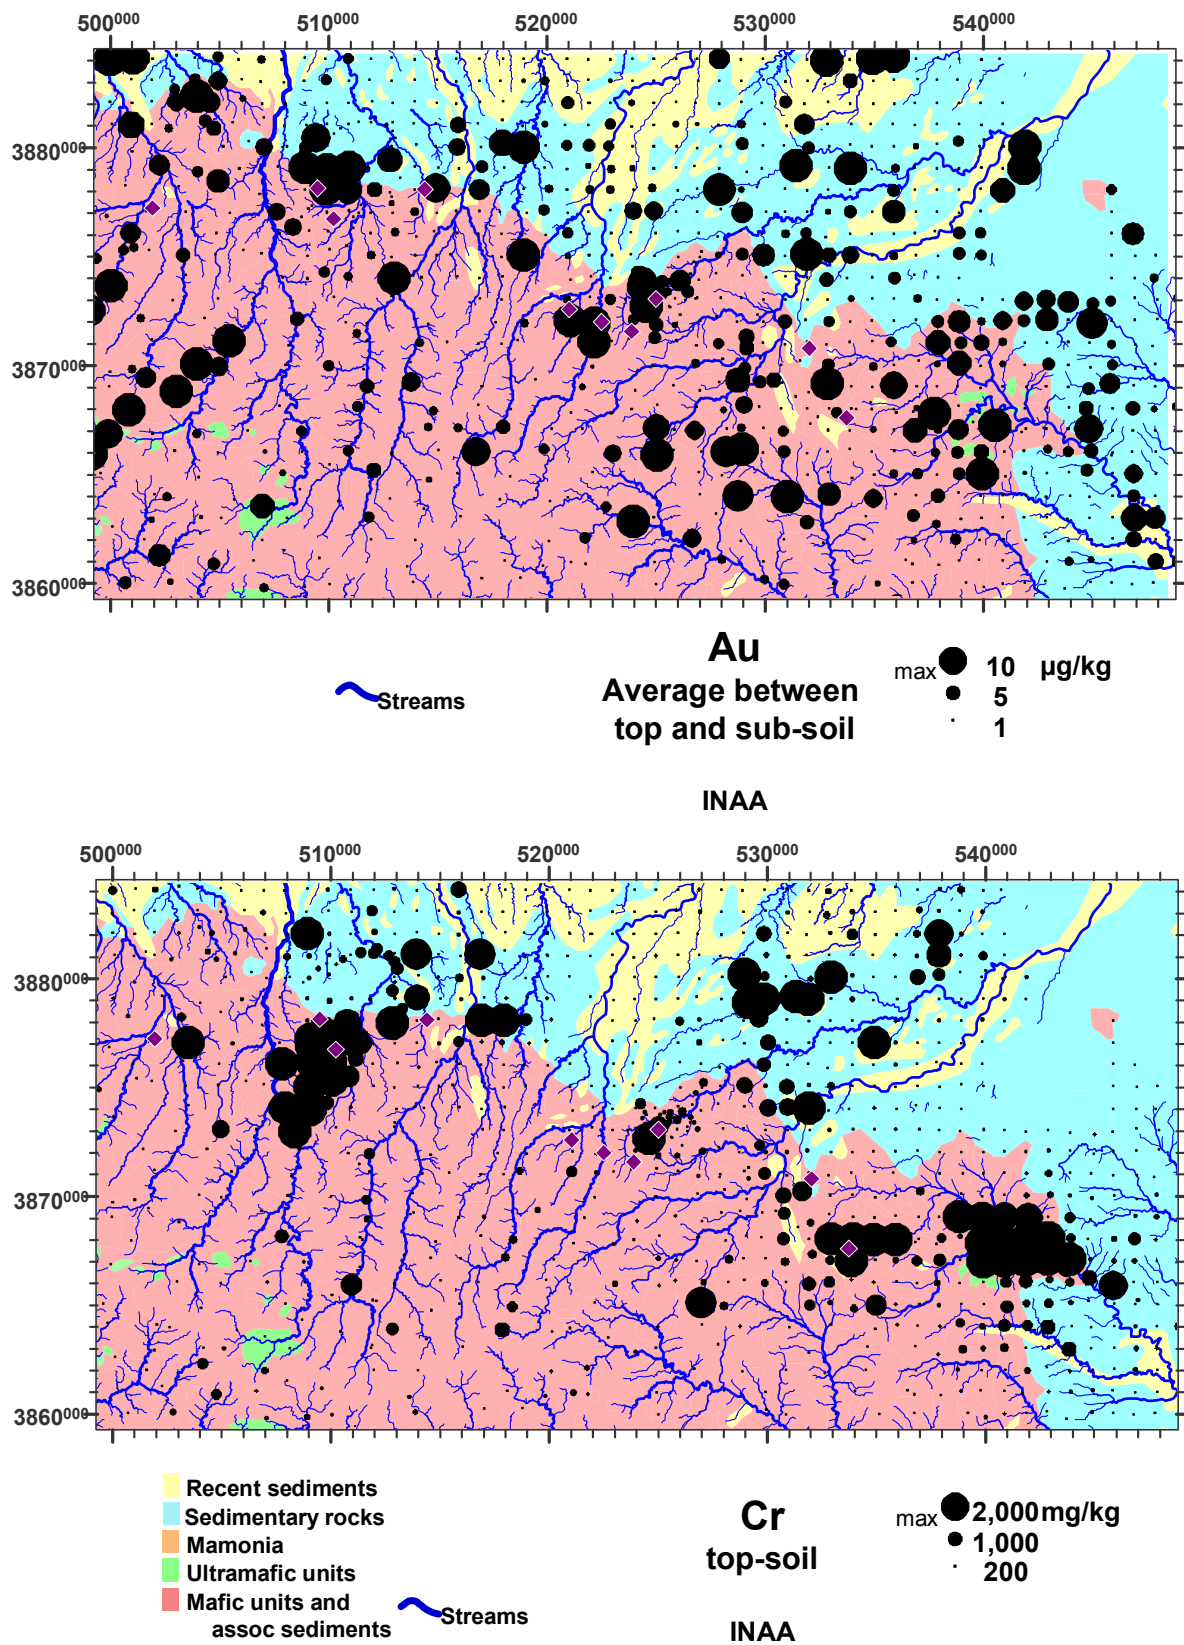 500000 510000 520000 530000 540000
3880000
3870000
3860000
Au
Average between
top and sub-soil
Streams
max 10 µg/kg
5
1
INAA
500000 510000 520000 530000 540000
3880000
3870000
3860000
Recent sediments
Sedimentary rocks
Mamonia
Ultramafic units
Mafic units and
assoc sediments
Streams
Cr
top-soil
max 2,000 mg/kg
1,000
200
INAA